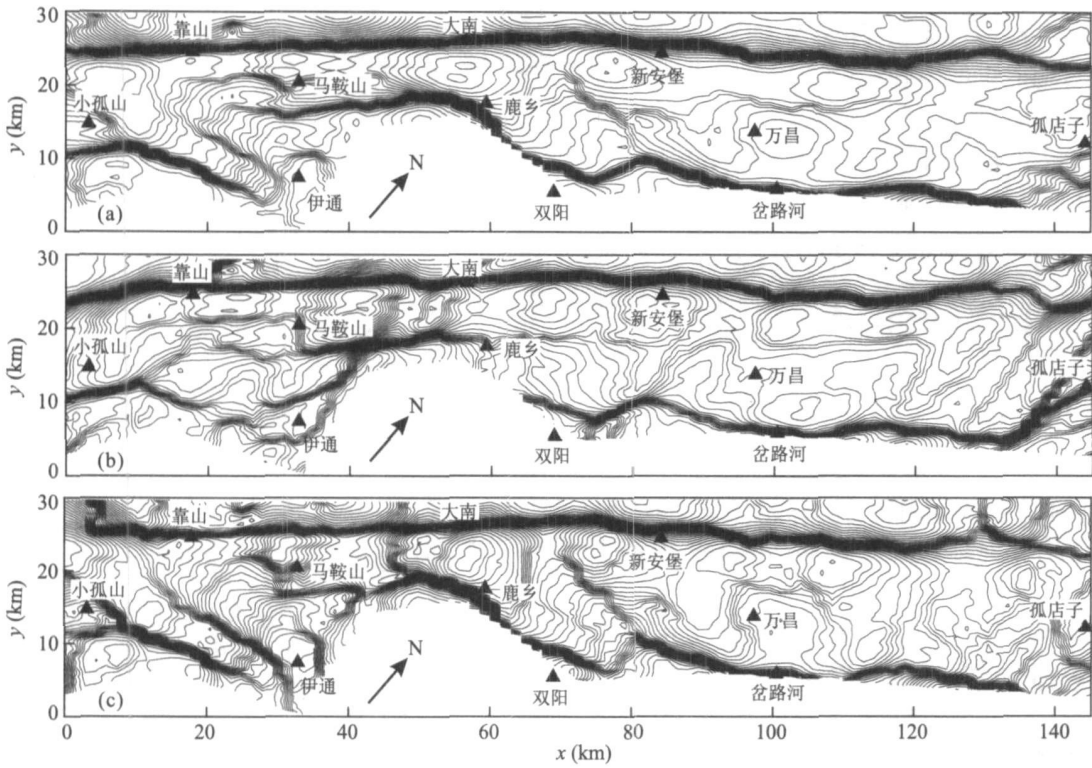 30
靠山
大南
20
马鞍山
新安堡
y (km)
小孤山
鹿乡
万昌
孤店子
10
N
伊通
双阳
岔路河
0
(a)
30
靠山
大南
20
马鞍山
新安堡
y (km)
小孤山
鹿乡
万昌
孤店子
10
N
伊通
双阳
岔路河
0
(b)
30
靠山
大南
20
马鞍山
新安堡
y (km)
小孤山
鹿乡
万昌
孤店子
10
N
伊通
双阳
岔路河
0
(c)
0 20 40 60 80 100 120 140
x (km)